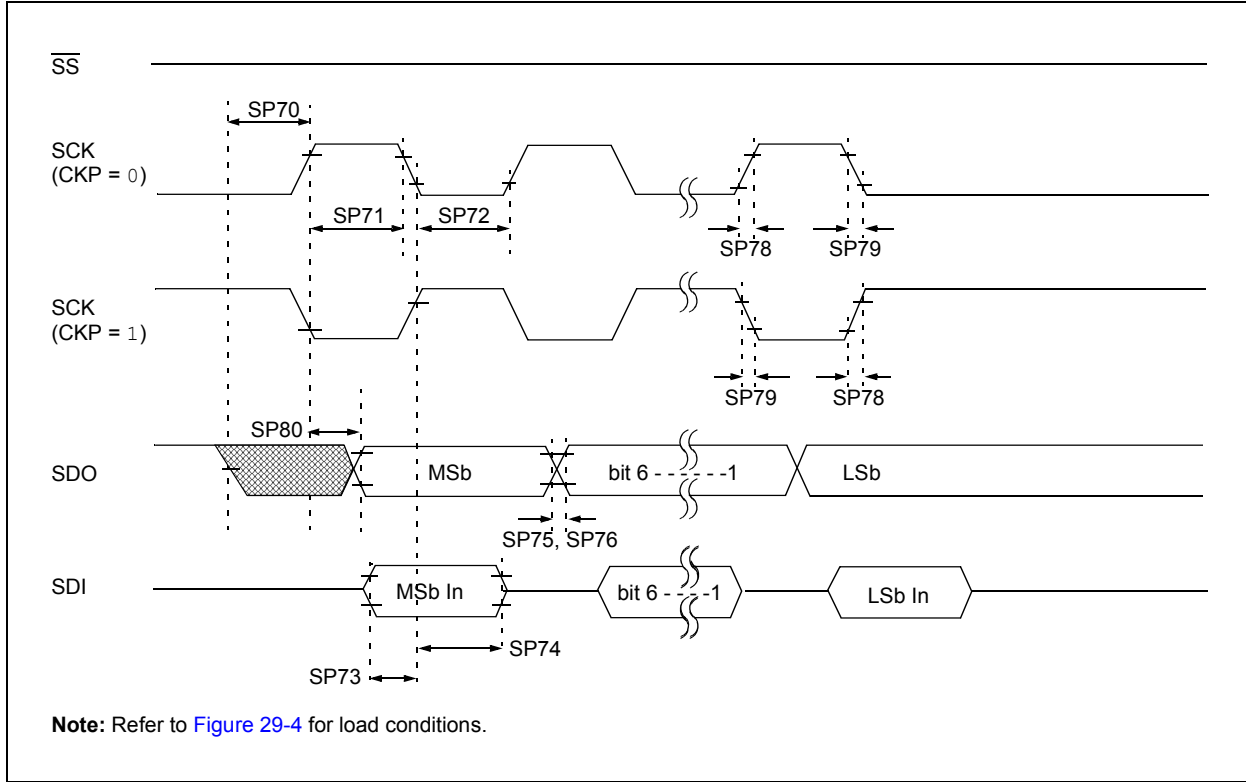 SS
SP70
SCK
(CKP = 0)
SP71
SP72
SP78
SP79
SCK
(CKP = 1)
SP79
SP78
SP80
SDO
MSb
bit 6 - - - - - -1
LSb
SP75, SP76
SDI
MSb In
bit 6 - - - -1
LSb In
SP74
SP73
Note: Refer to Figure 29-4 for load conditions.